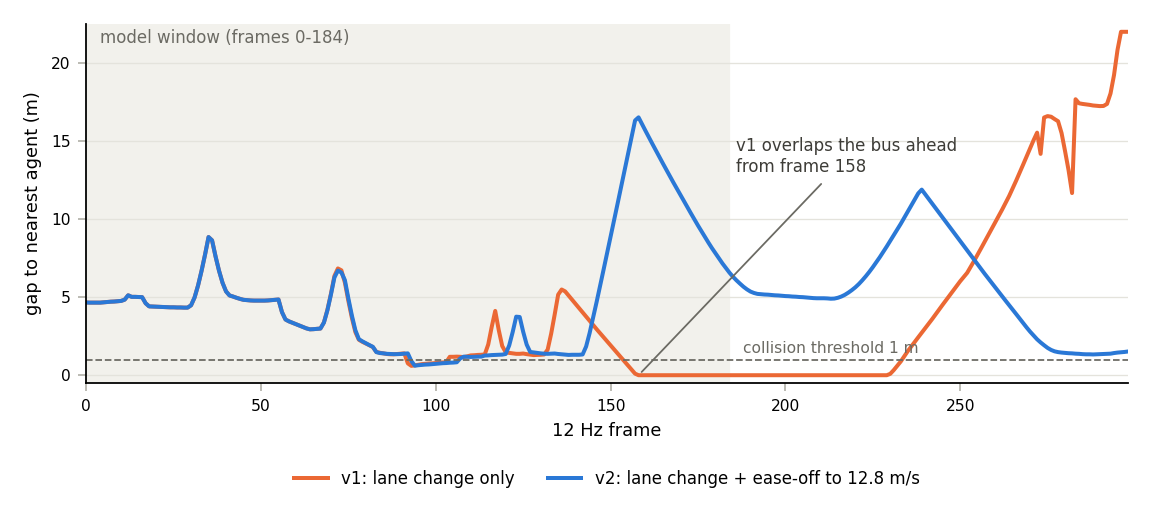 model window (frames 0-184)
20
15
10
5
0
gap to nearest agent (m)
v1 overlaps the bus ahead
from frame 158
collision threshold 1 m
0
50
100
150
200
250
12 Hz frame
v1: lane change only
v2: lane change + ease-off to 12.8 m/s